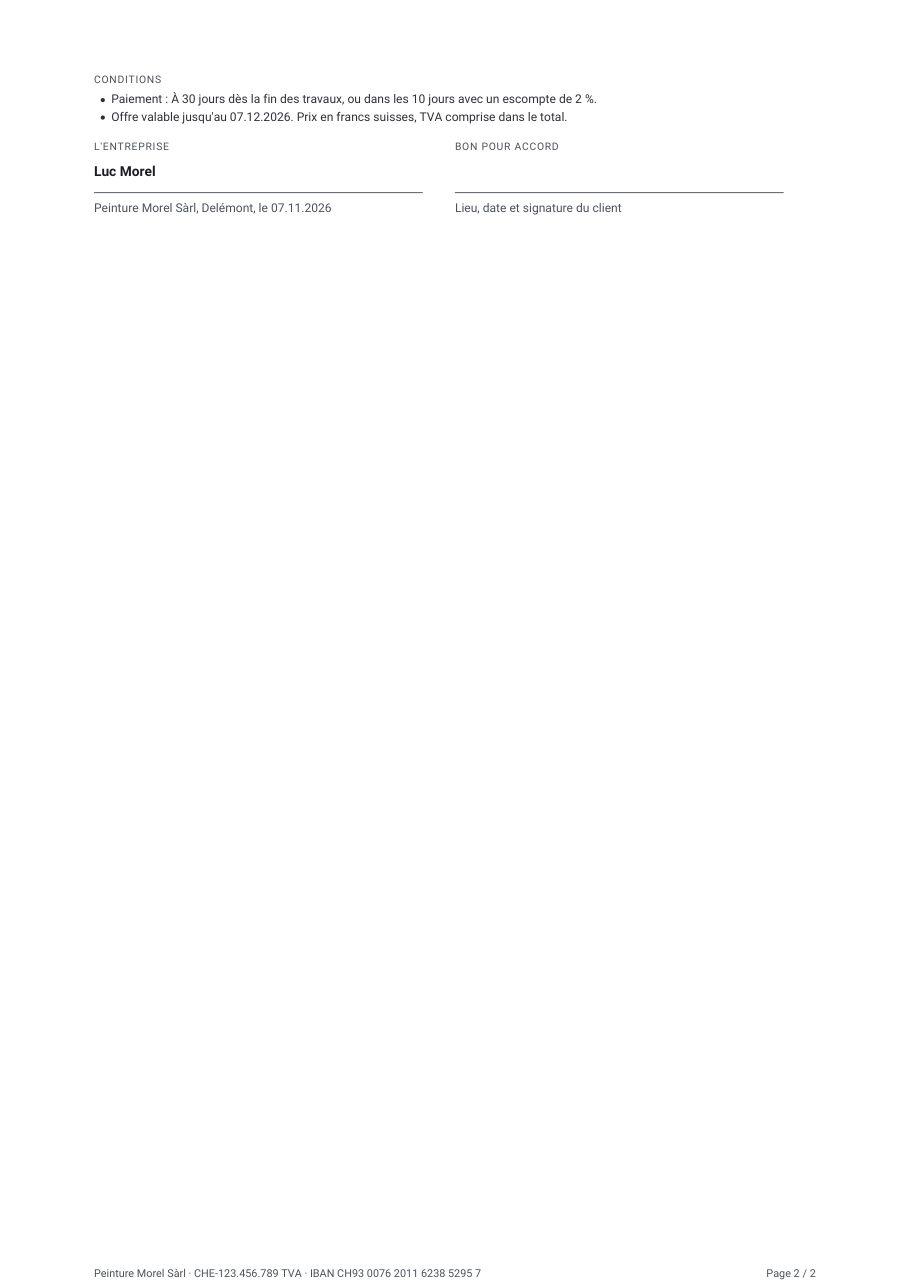 CONDITIONS
• Paiement : À 30 jours dès la fin des travaux, ou dans les 10 jours avec un escompte de 2 %.
• Offre valable jusqu'au 07.12.2026. Prix en francs suisses, TVA comprise dans le total.
L'ENTREPRISE
Luc Morel
Peinture Morel Sàrl, Delémont, le 07.11.2026
BON POUR ACCORD
Lieu, date et signature du client
Peinture Morel Sàrl · CHE-123.456.789 TVA · IBAN CH93 0076 2011 6238 5295 7
Page 2 / 2